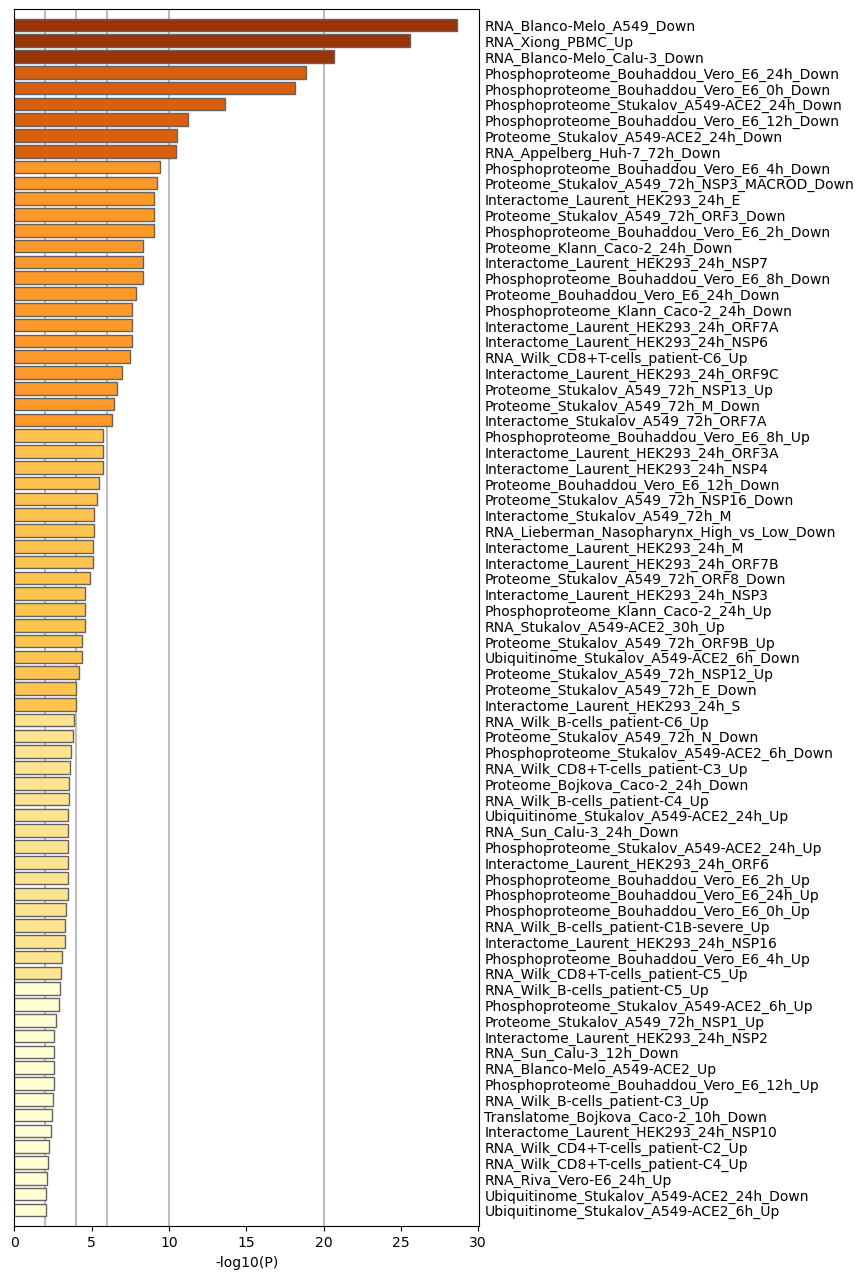 RNA_Blanco-Melo_A549_Down
RNA_Xiong_PBMC_Up
RNA_Blanco-Melo_Calu-3_Down
Phosphoproteome_Bouhaddou_Vero_E6_24h_Down
Phosphoproteome_Bouhaddou_Vero_E6_0h_Down
Phosphoproteome_Stukalov_A549-ACE2_24h_Down
Phosphoproteome_Bouhaddou_Vero_E6_12h_Down
Proteome_Stukalov_A549-ACE2_24h_Down
RNA_Appelberg_Huh-7_72h_Down
Phosphoproteome_Bouhaddou_Vero_E6_4h_Down
Proteome_Stukalov_A549_72h_NSP3_MACROD_Down
Interactome_Laurent_HEK293_24h_E
Proteome_Stukalov_A549_72h_ORF3_Down
Phosphoproteome_Bouhaddou_Vero_E6_2h_Down
Proteome_Klann_Caco-2_24h_Down
Interactome_Laurent_HEK293_24h_NSP7
Phosphoproteome_Bouhaddou_Vero_E6_8h_Down
Proteome_Bouhaddou_Vero_E6_24h_Down
Phosphoproteome_Klann_Caco-2_24h_Down
Interactome_Laurent_HEK293_24h_ORF7A
Interactome_Laurent_HEK293_24h_NSP6
RNA_Wilk_CD8+T-cells_patient-C6_Up
Interactome_Laurent_HEK293_24h_ORF9C
Proteome_Stukalov_A549_72h_NSP13_Up
Proteome_Stukalov_A549_72h_M_Down
Interactome_Stukalov_A549_72h_ORF7A
Phosphoproteome_Bouhaddou_Vero_E6_8h_Up
Interactome_Laurent_HEK293_24h_ORF3A
Interactome_Laurent_HEK293_24h_NSP4
Proteome_Bouhaddou_Vero_E6_12h_Down
Proteome_Stukalov_A549_72h_NSP16_Down
Interactome_Stukalov_A549_72h_M
RNA_Lieberman_Nasopharynx_High_vs_Low_Down
Interactome_Laurent_HEK293_24h_M
Interactome_Laurent_HEK293_24h_ORF7B
Proteome_Stukalov_A549_72h_ORF8_Down
Interactome_Laurent_HEK293_24h_NSP3
Phosphoproteome_Klann_Caco-2_24h_Up
RNA_Stukalov_A549-ACE2_30h_Up
Proteome_Stukalov_A549_72h_ORF9B_Up
Ubiquitinome_Stukalov_A549-ACE2_6h_Down
Proteome_Stukalov_A549_72h_NSP12_Up
Proteome_Stukalov_A549_72h_E_Down
Interactome_Laurent_HEK293_24h_S
RNA_Wilk_B-cells_patient-C6_Up
Proteome_Stukalov_A549_72h_N_Down
Phosphoproteome_Stukalov_A549-ACE2_6h_Down
RNA_Wilk_CD8+T-cells_patient-C3_Up
Proteome_Bojkova_Caco-2_24h_Down
RNA_Wilk_B-cells_patient-C4_Up
Ubiquitinome_Stukalov_A549-ACE2_24h_Up
RNA_Sun_Calu-3_24h_Down
Phosphoproteome_Stukalov_A549-ACE2_24h_Up
Interactome_Laurent_HEK293_24h_ORF6
Phosphoproteome_Bouhaddou_Vero_E6_2h_Up
Phosphoproteome_Bouhaddou_Vero_E6_24h_Up
Phosphoproteome_Bouhaddou_Vero_E6_0h_Up
RNA_Wilk_B-cells_patient-C1B-severe_Up
Interactome_Laurent_HEK293_24h_NSP16
Phosphoproteome_Bouhaddou_Vero_E6_4h_Up
RNA_Wilk_CD8+T-cells_patient-C5_Up
RNA_Wilk_B-cells_patient-C5_Up
Phosphoproteome_Stukalov_A549-ACE2_6h_Up
Proteome_Stukalov_A549_72h_NSP1_Up
Interactome_Laurent_HEK293_24h_NSP2
RNA_Sun_Calu-3_12h_Down
RNA_Blanco-Melo_A549-ACE2_Up
Phosphoproteome_Bouhaddou_Vero_E6_12h_Up
RNA_Wilk_B-cells_patient-C3_Up
Translatome_Bojkova_Caco-2_10h_Down
Interactome_Laurent_HEK293_24h_NSP10
RNA_Wilk_CD4+T-cells_patient-C2_Up
RNA_Wilk_CD8+T-cells_patient-C4_Up
RNA_Riva_Vero-E6_24h_Up
Ubiquitinome_Stukalov_A549-ACE2_24h_Down
Ubiquitinome_Stukalov_A549-ACE2_6h_Up
0 5 10 15 20 25 30
-log10(P)